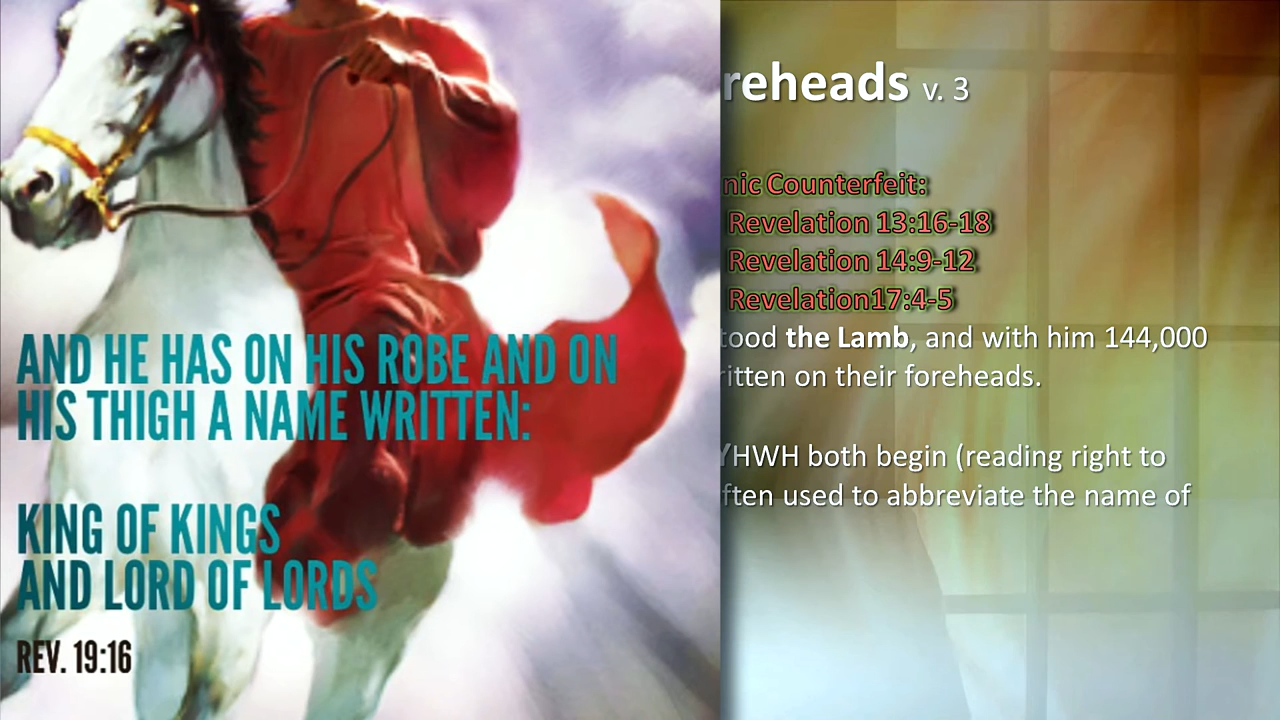 AND HE HAS ON HIS ROBE AND ON
HIS THIGH A NAME WRITTEN:
KING OF KINGS
AND LORD OF LORDS
REV. 19:16
reheads v. 3
nic Counterfeit:
Revelation 13:16-18
Revelation 14:9-12
Revelation17:4-5
tood the Lamb, and with him 144,000
ritten on their foreheads.
YHWH both begin (reading right to
ften used to abbreviate the name of